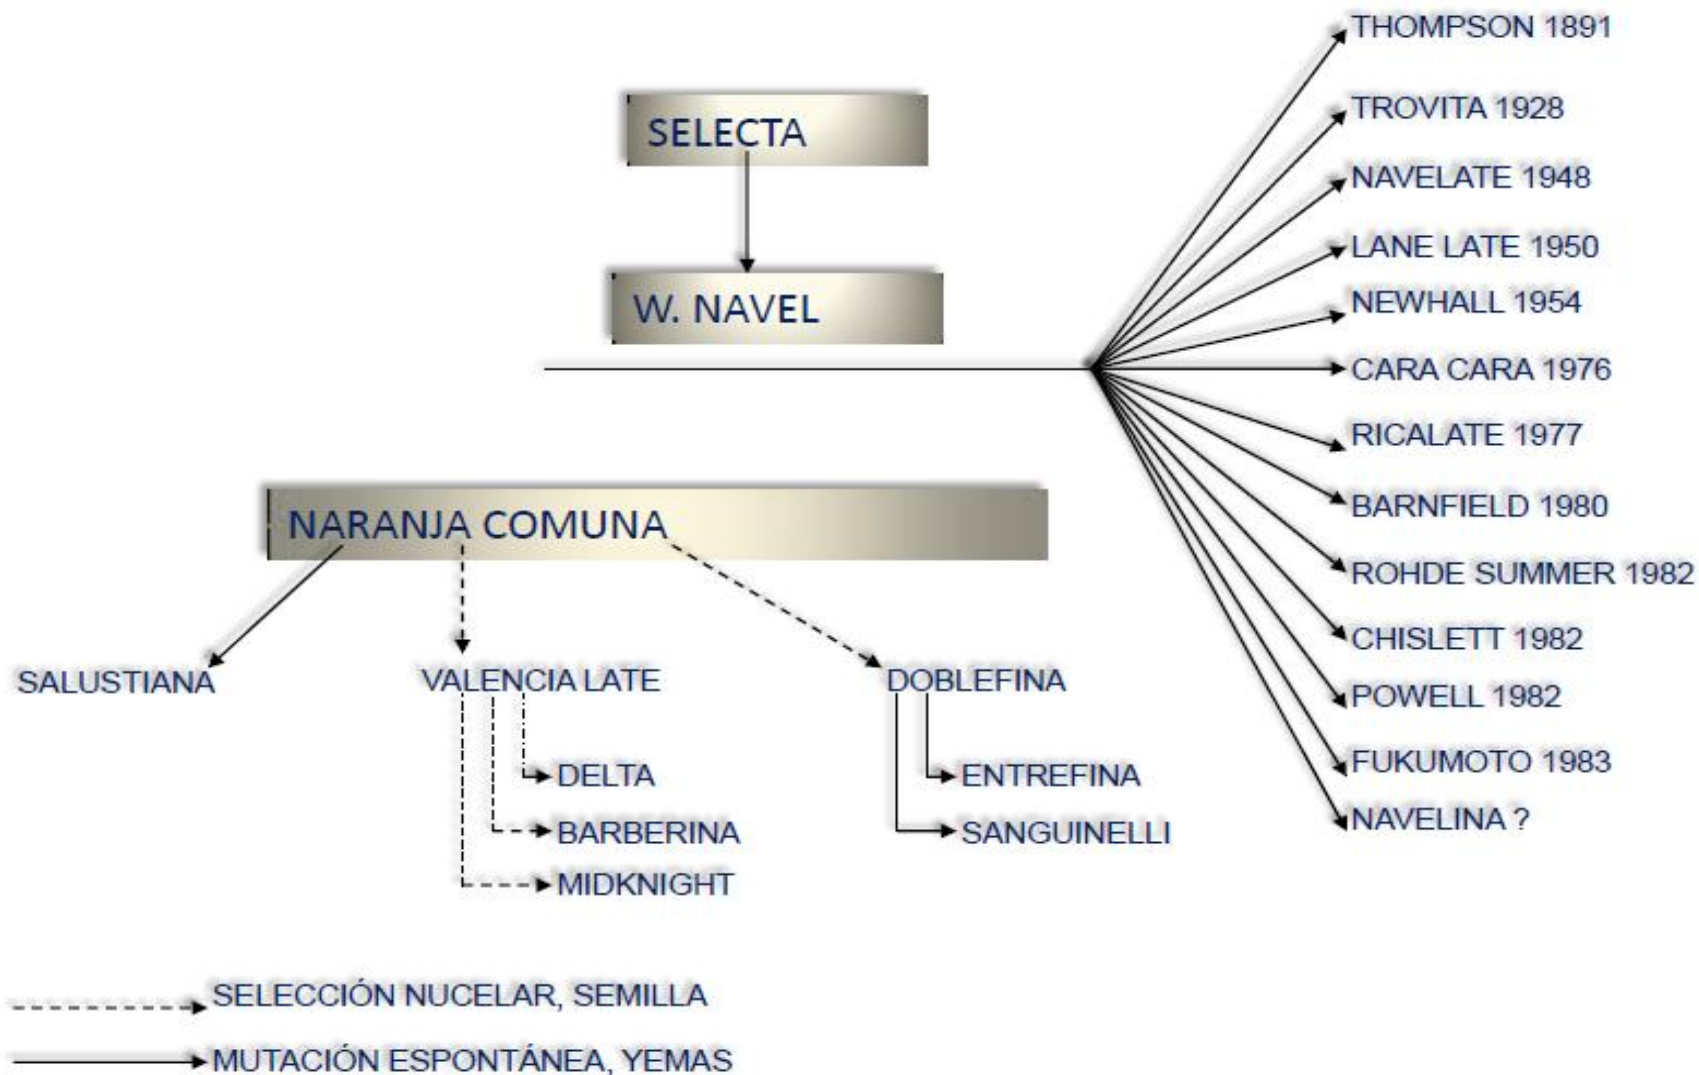 SELECTA
W. NAVEL
THOMPSON 1891
TROVITA 1928
NAVELATE 1948
LANE LATE 1950
NEWHALL 1954
CARA CARA 1976
RICALATE 1977
BARNFIELD 1980
ROHDE SUMMER 1982
CHISLETT 1982
POWELL 1982
FUKUMOTO 1983
NAVELINA ?
NARANJA COMUNA
SALUSTIANA
VALENCIA LATE
DOBLEFINA
DELTA
BARBERINA
MIDKNIGHT
ENTREFINA
SANGUINELLI
SELECCIÓN NUCELAR, SEMILLA
MUTACIÓN ESPONTÁNEA, YEMAS